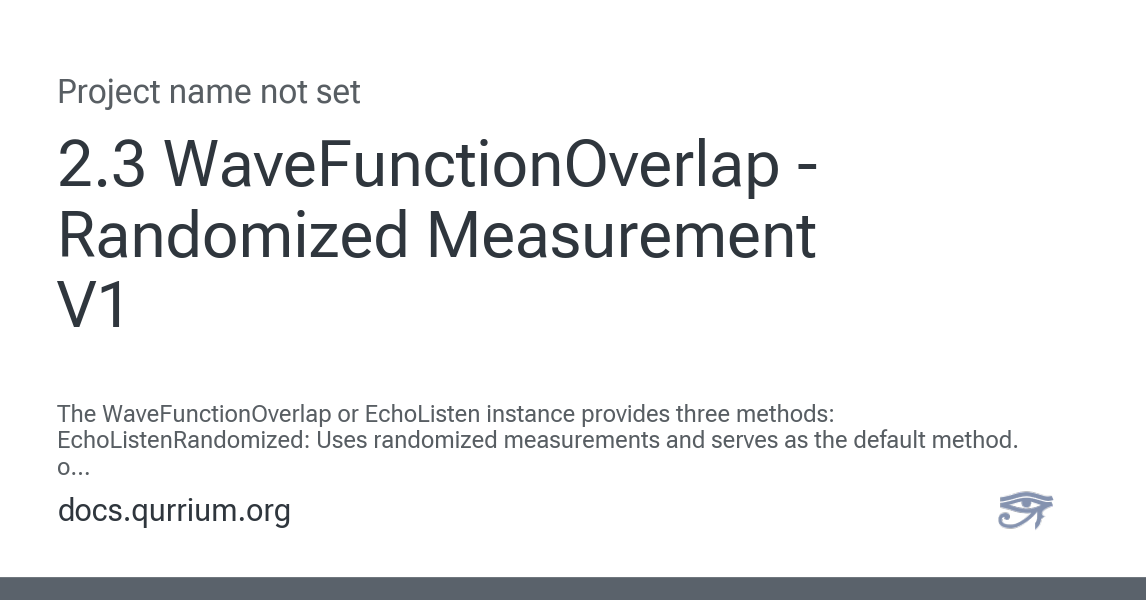 Project name not set
2.3 WaveFunctionOverlap -
Randomized Measurement
V1
The WaveFunctionOverlap or EchoListen instance provides three methods:
EchoListenRandomized: Uses randomized measurements and serves as the default method.
o...
docs.qurrium.org